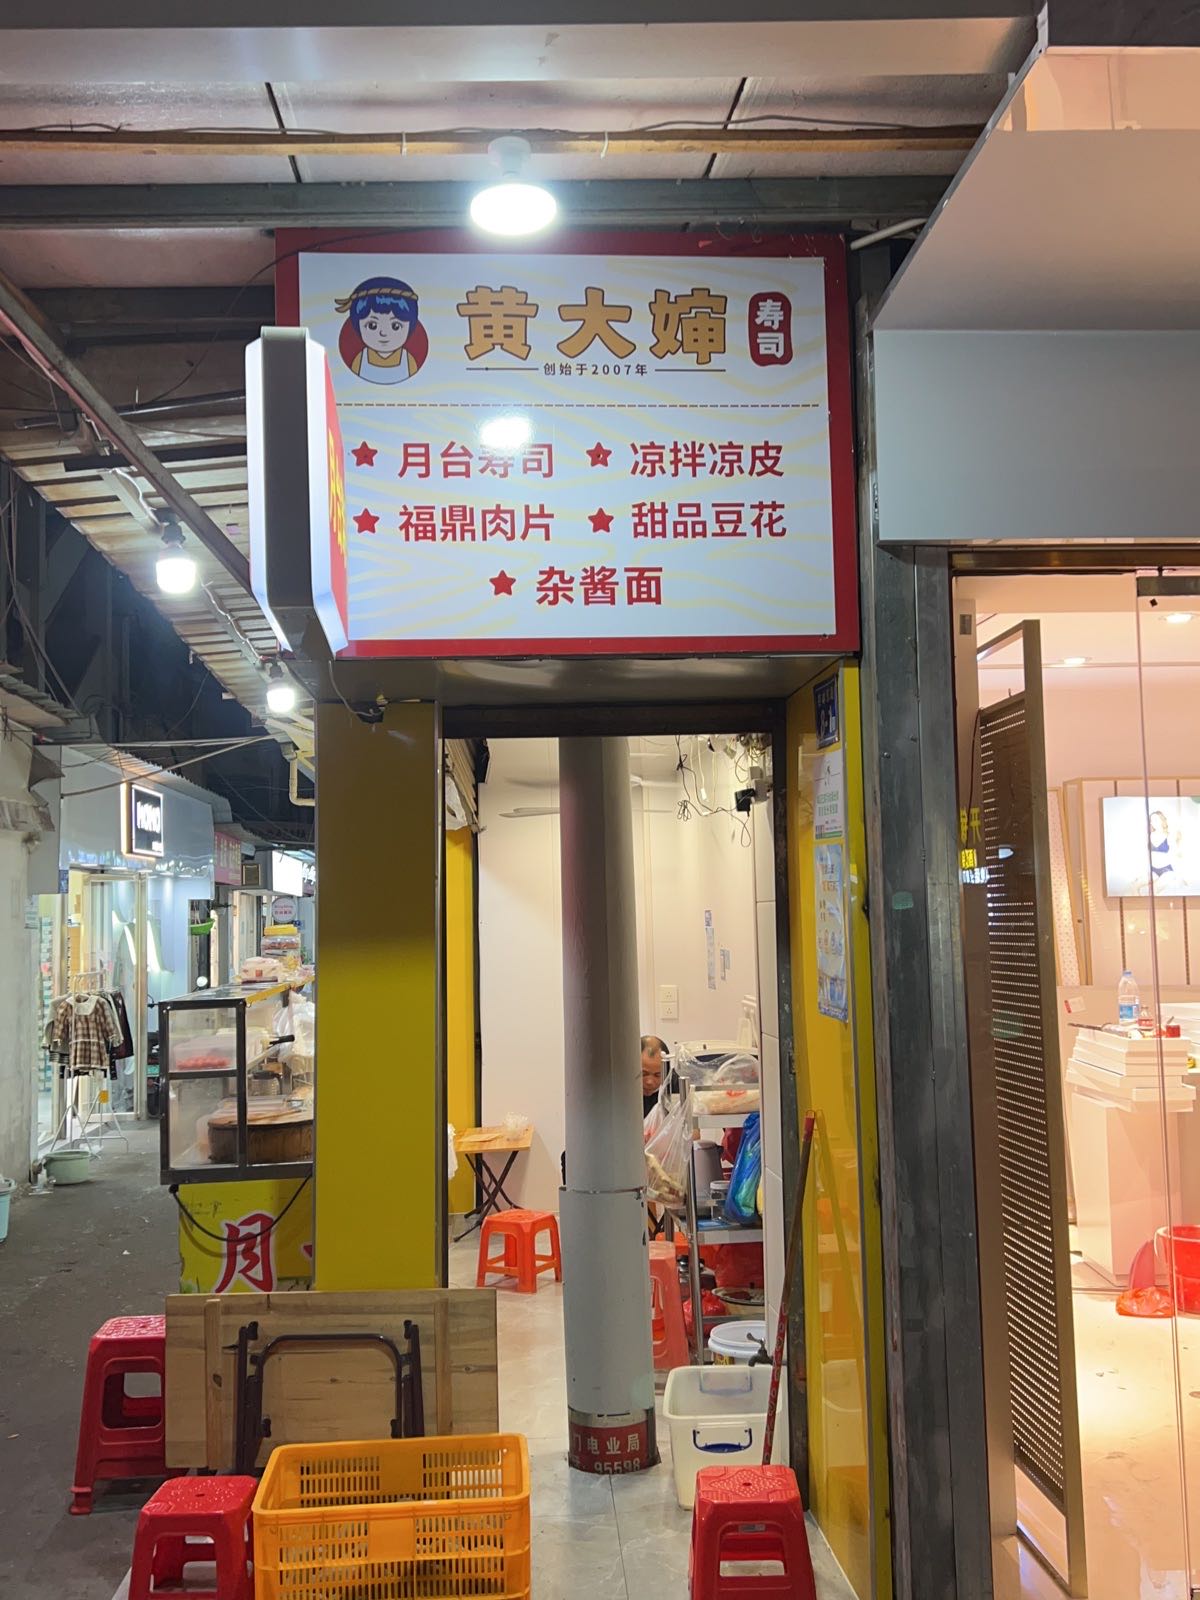 黄大婶
寿司
创始于2007年
月台寿司
凉拌凉皮
福鼎肉片
甜品豆花
杂酱面
月
门电业局
95598